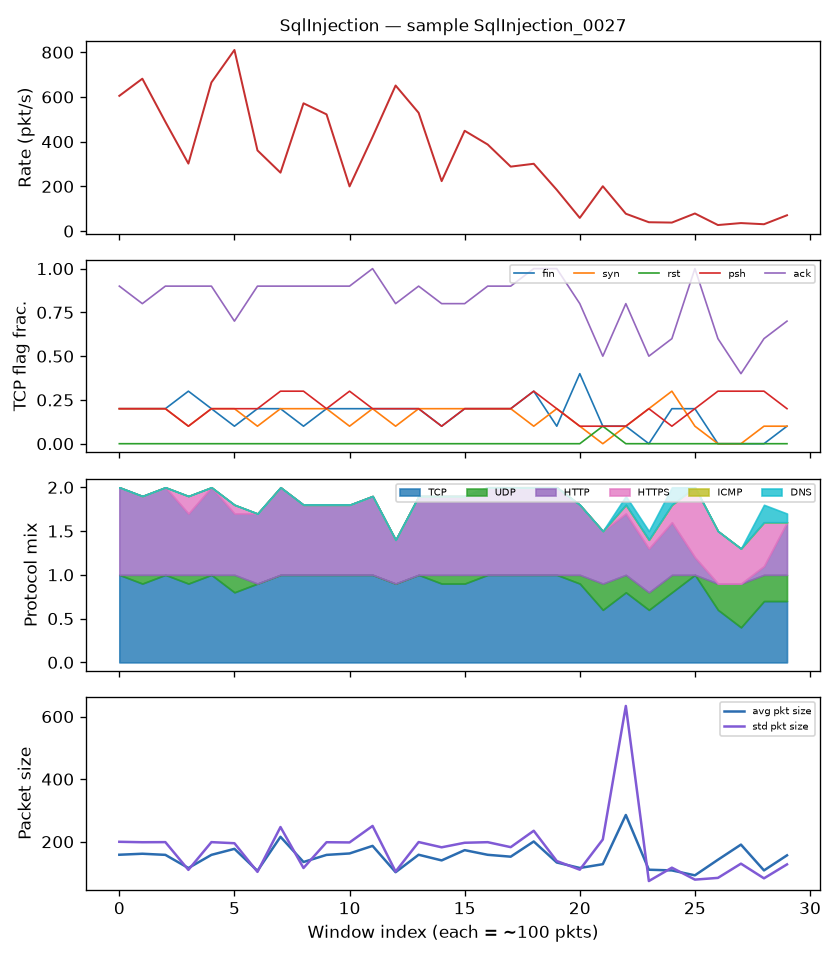 SqlInjection — sample SqlInjection_0027
800
600
400
200
0
Rate (pkt/s)
1.00
0.75
0.50
0.25
0.00
TCP flag frac.
fin syn rst psh ack
2.0
1.5
1.0
0.5
0.0
Protocol mix
TCP UDP HTTP HTTPS ICMP DNS
600
400
200
Packet size
avg pkt size
std pkt size
0 5 10 15 20 25 30
Window index (each = ~100 pkts)